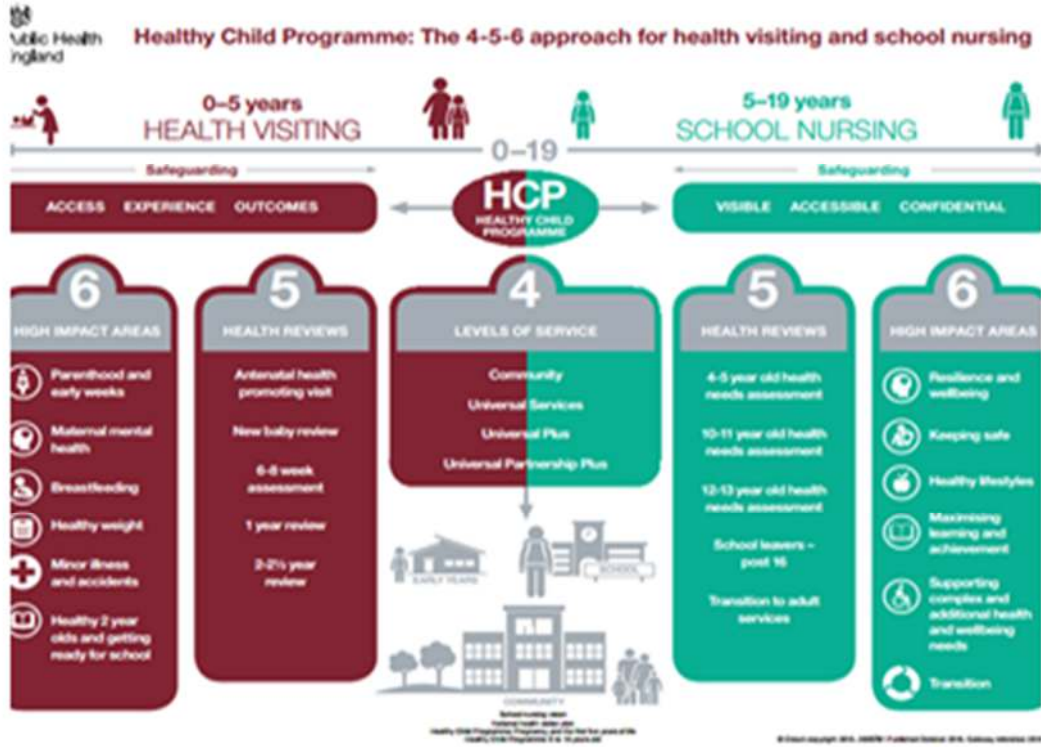 Public Health
England
Healthy Child Programme: The 4-5-6 approach for health visiting and school nursing
0–5 years
HEALTH VISITING
5–19 years
SCHOOL NURSING
0–19
Safeguarding
Safeguarding
ACCESS EXPERIENCE OUTCOMES
HCP
HEALTHY CHILD
PROGRAMME
VISIBLE ACCESSIBLE CONFIDENTIAL
6
HIGH IMPACT AREAS
Parenthood and
early weeks
Maternal mental
health
Breastfeeding
Healthy weight
Minor illness
and accidents
Healthy 2 year
olds and getting
ready for school
5
HEALTH REVIEWS
Antenatal health
promoting visit
New baby review
6-8 week
assessment
1 year review
2-2½ year
review
4
LEVELS OF SERVICE
Community
Universal Services
Universal Plus
Universal Partnership Plus
EARLY YEARS
SCHOOL
COMMUNITY
5
HEALTH REVIEWS
4-5 year old health
needs assessment
10-11 year old health
needs assessment
12-13 year old health
needs assessment
School leavers –
post 16
Transition to adult
services
6
HIGH IMPACT AREAS
Resilience and
wellbeing
Keeping safe
Healthy lifestyles
Maximising
learning and
achievement
Supporting
complex and
additional health
and wellbeing
needs
Transition